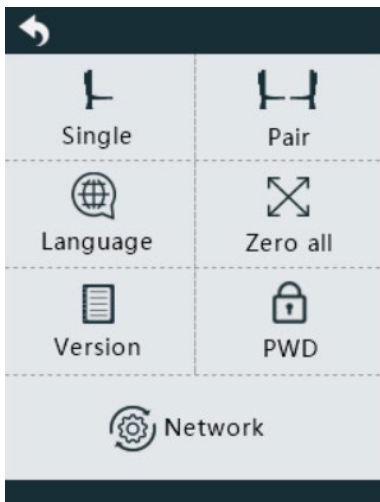 Single
Pair
Language
Zero all
Version
PWD
Network